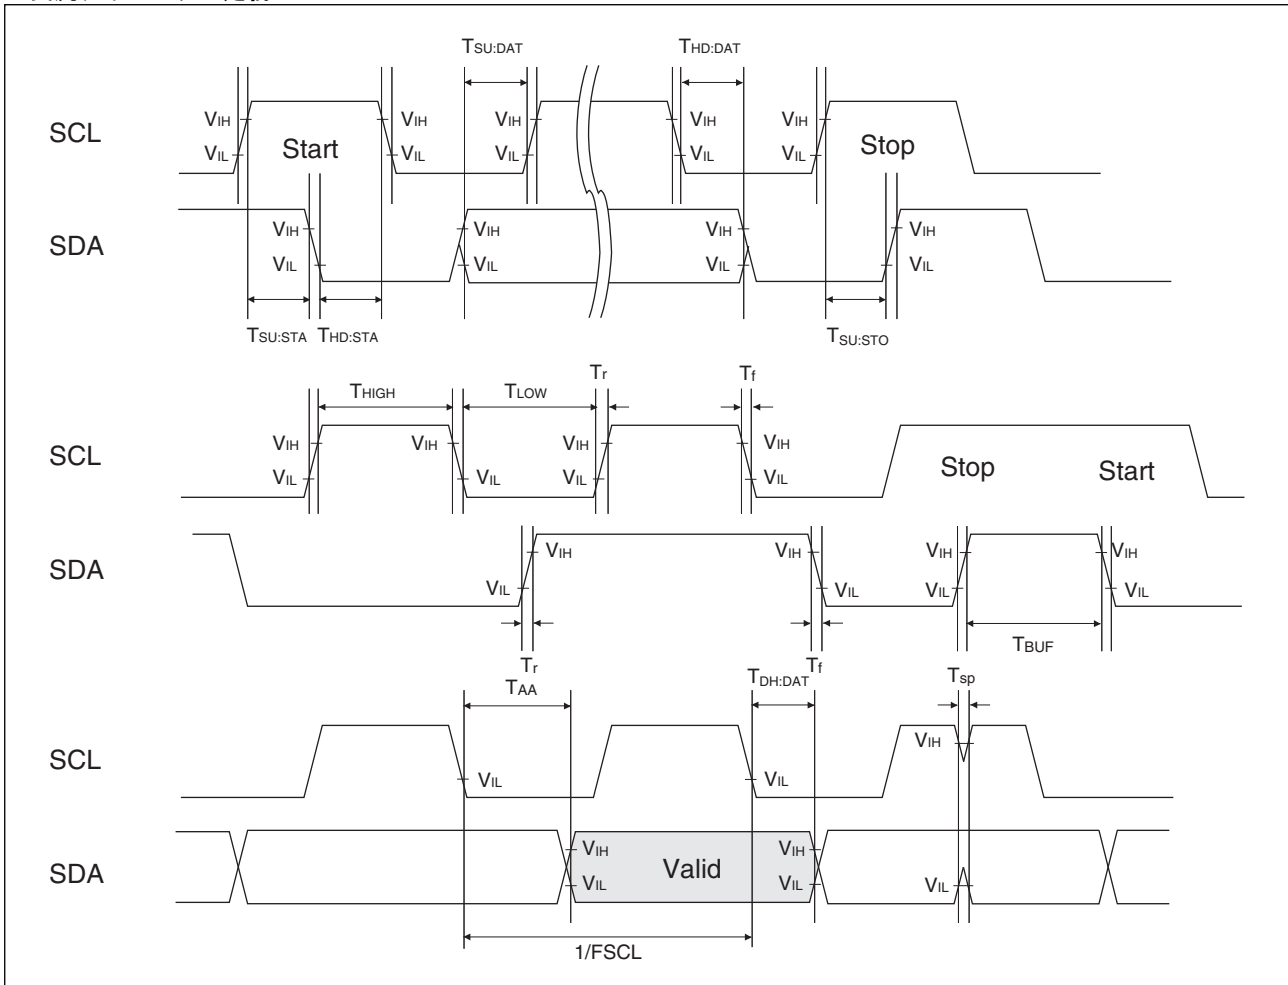 TSU:DAT THD:DAT
SCL VIH VIH VIH VIH VIH
VIL Start VIL VIL VIL VIL Stop
SDA VIH VIH VIH VIH
VIL VIL VIL VIL
TSU:STA THD:STA TSU:STO
THIGH TLOW Tr Tf
SCL VIH VIH VIH VIH
VIL VIL VIL VIL Stop Start
SDA VIH VIH VIH VIH
VIL VIL VIL VIL
Tr Tf TBUF
TAA TDH:DAT Tsp
SCL VIH
VIL VIL
SDA VIH Valid VIH
VIL VIL VIL
1/FSCL